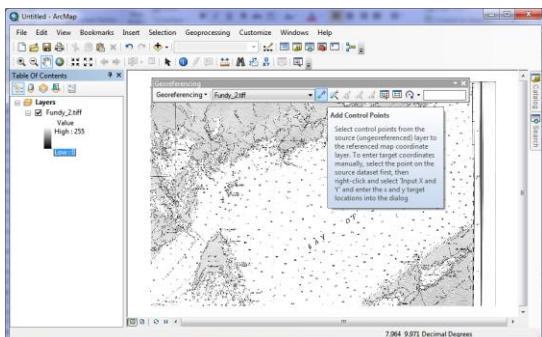 Untitled - ArcMap
File Edit View Bookmarks Insert Selection Geoprocessing Customize Windows Help
Table Of Contents
Layers
Fundy_2.tiff
Value
High : 255
Low : 0
Georeferencing
Georeferencing Fundy_2.tiff
Add Control Points
Select control points from the
source (ungeoreferenced) layer to
the referenced map coordinate
layer. To enter target coordinates
manually, select the point on
the source dataset first, then
right-click and select 'Input X and
Y' and enter the x and y target
locations into the dialog
BAY OF
Catalog
Search
7.964 9.971 Decimal Degrees